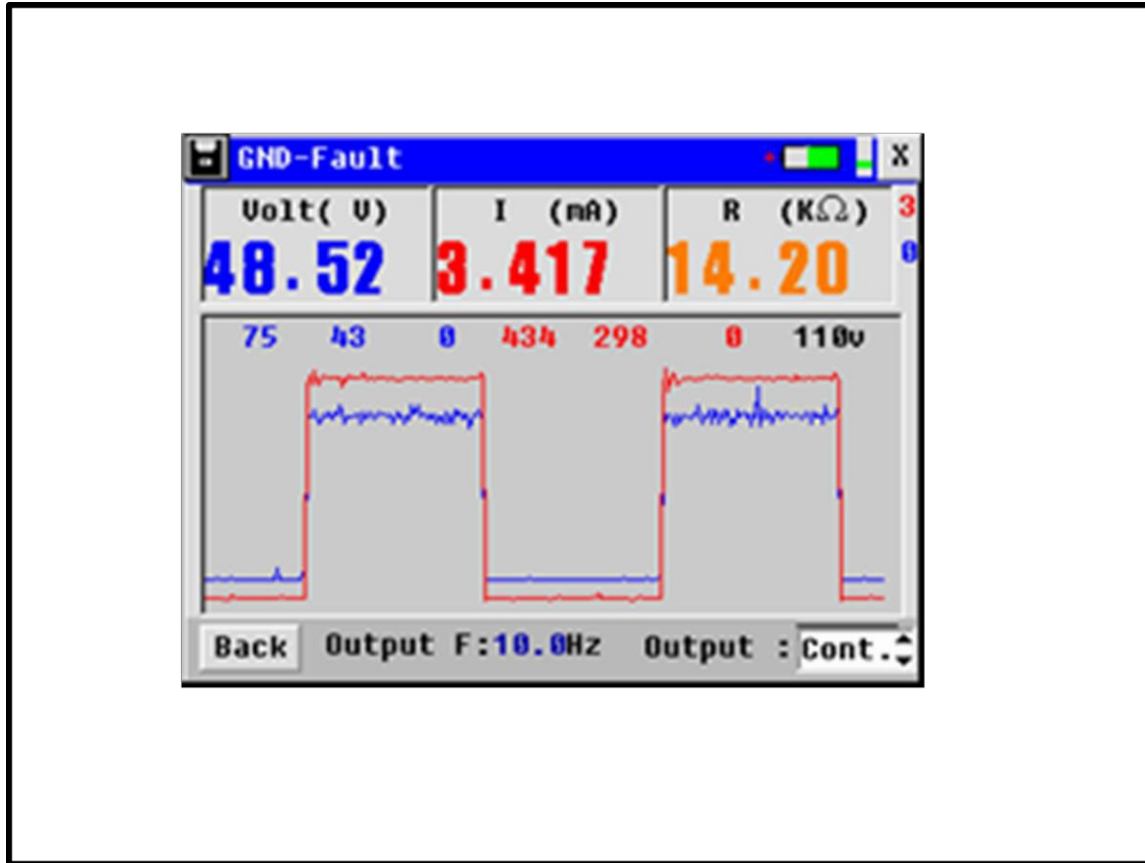 GND-Fault X
Volt( V) I (mA) R (KΩ) 3
48.52 3.417 14.20 0
75 43 0 434 298 0 110v
Back Output F:10.0Hz Output : Cont.